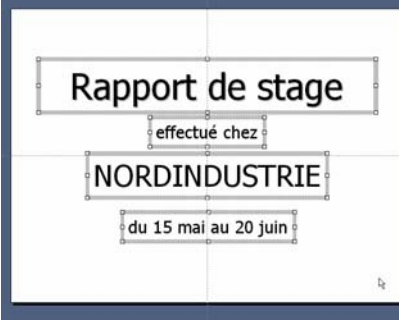 Rapport de stage
effectué chez
NORDINDUSTRIE
du 15 mai au 20 juin